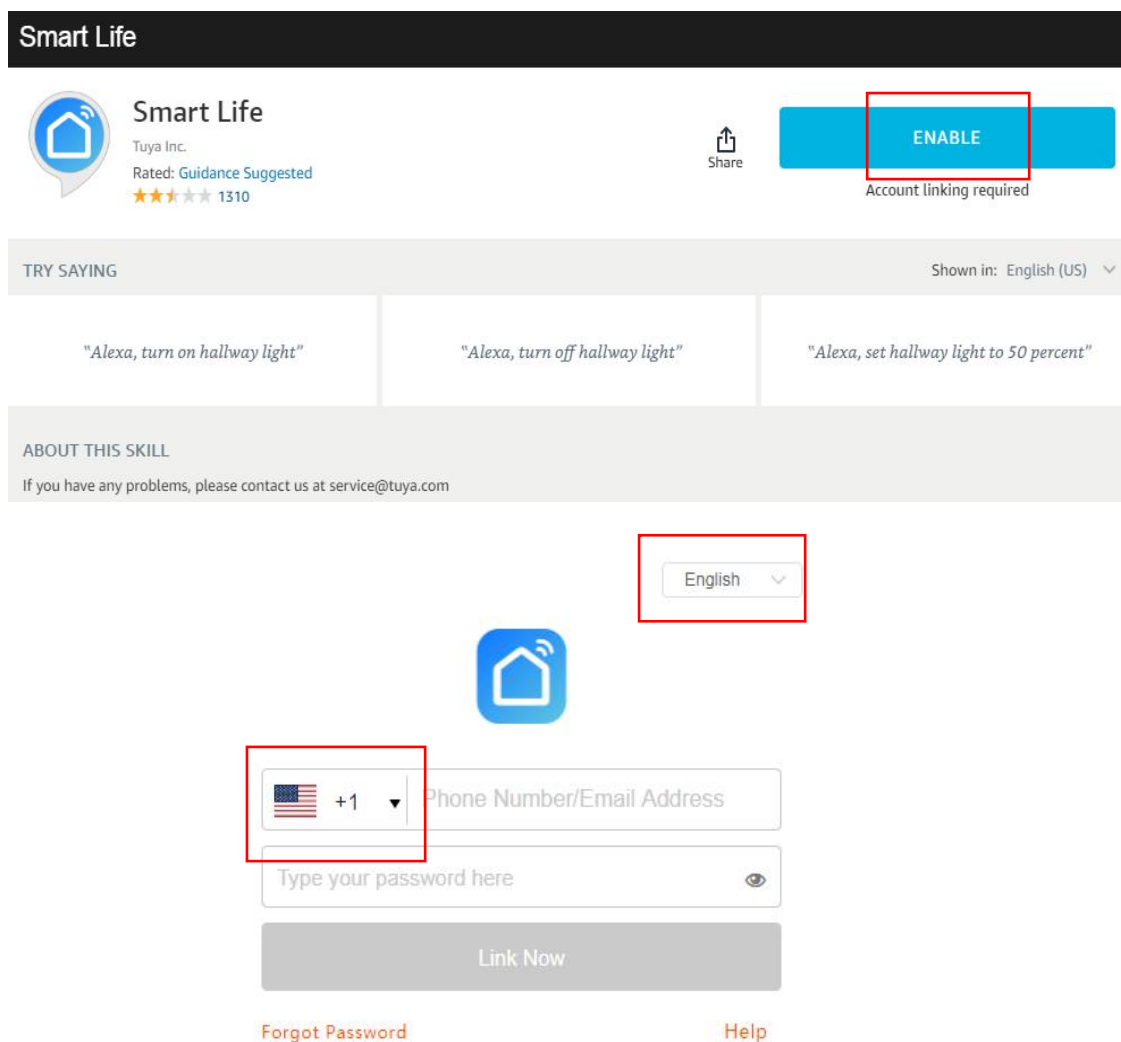 Smart Life
Smart Life
Tuya Inc.
Rated: Guidance Suggested
1310
Share
ENABLE
Account linking required
TRY SAYING
Shown in: English (US)
"Alexa, turn on hallway light"
"Alexa, turn off hallway light"
"Alexa, set hallway light to 50 percent"
ABOUT THIS SKILL
If you have any problems, please contact us at service@tuya.com
English
+1
Phone Number/Email Address
Type your password here
Link Now
Forgot Password
Help